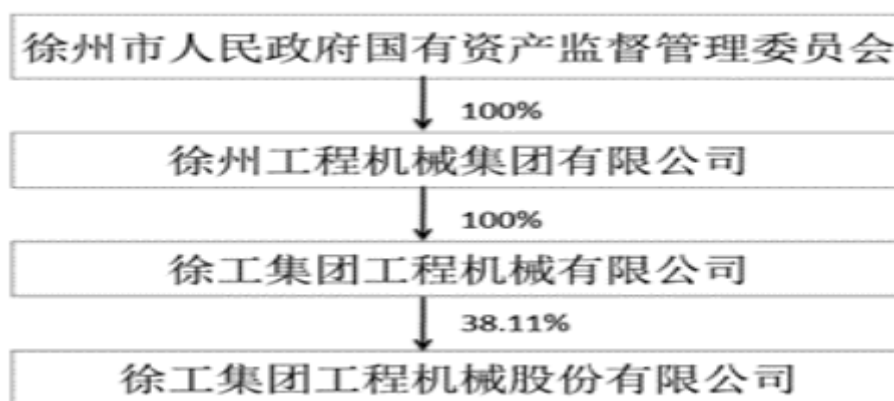 徐州市人民政府国有资产监督管理委员会
100%
徐州工程机械集团有限公司
100%
徐工集团工程机械有限公司
38.11%
徐工集团工程机械股份有限公司